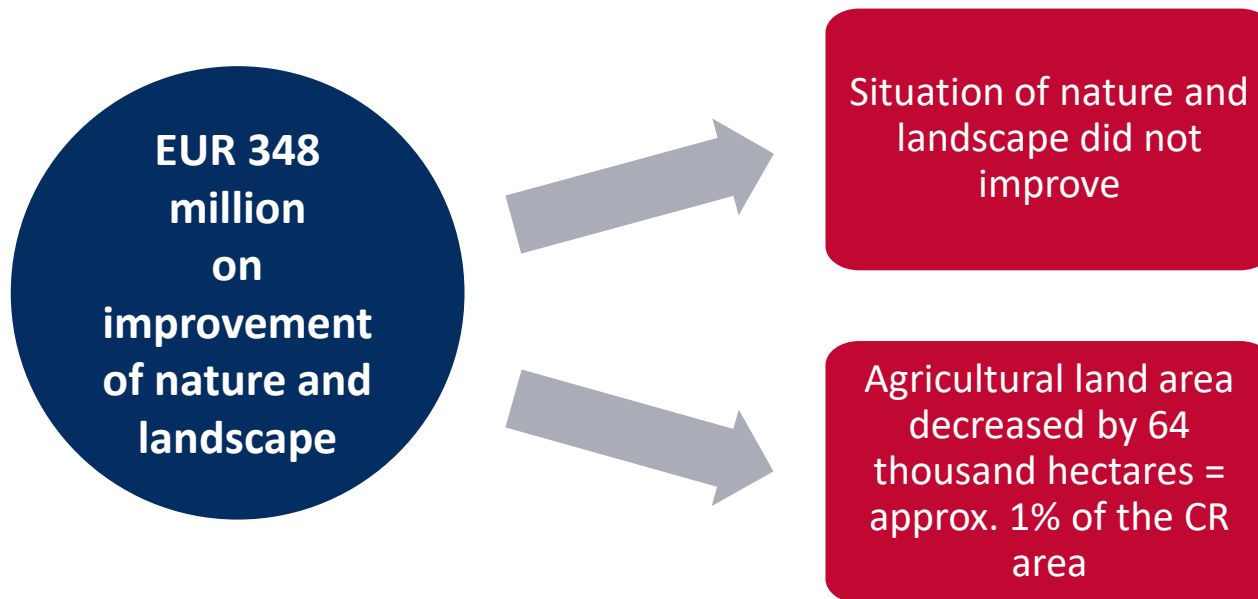 EUR 348
million
on
improvement
of nature and
landscape
Situation of nature and
landscape did not
improve
Agricultural land area
decreased by 64
thousand hectares =
approx. 1% of the CR
area